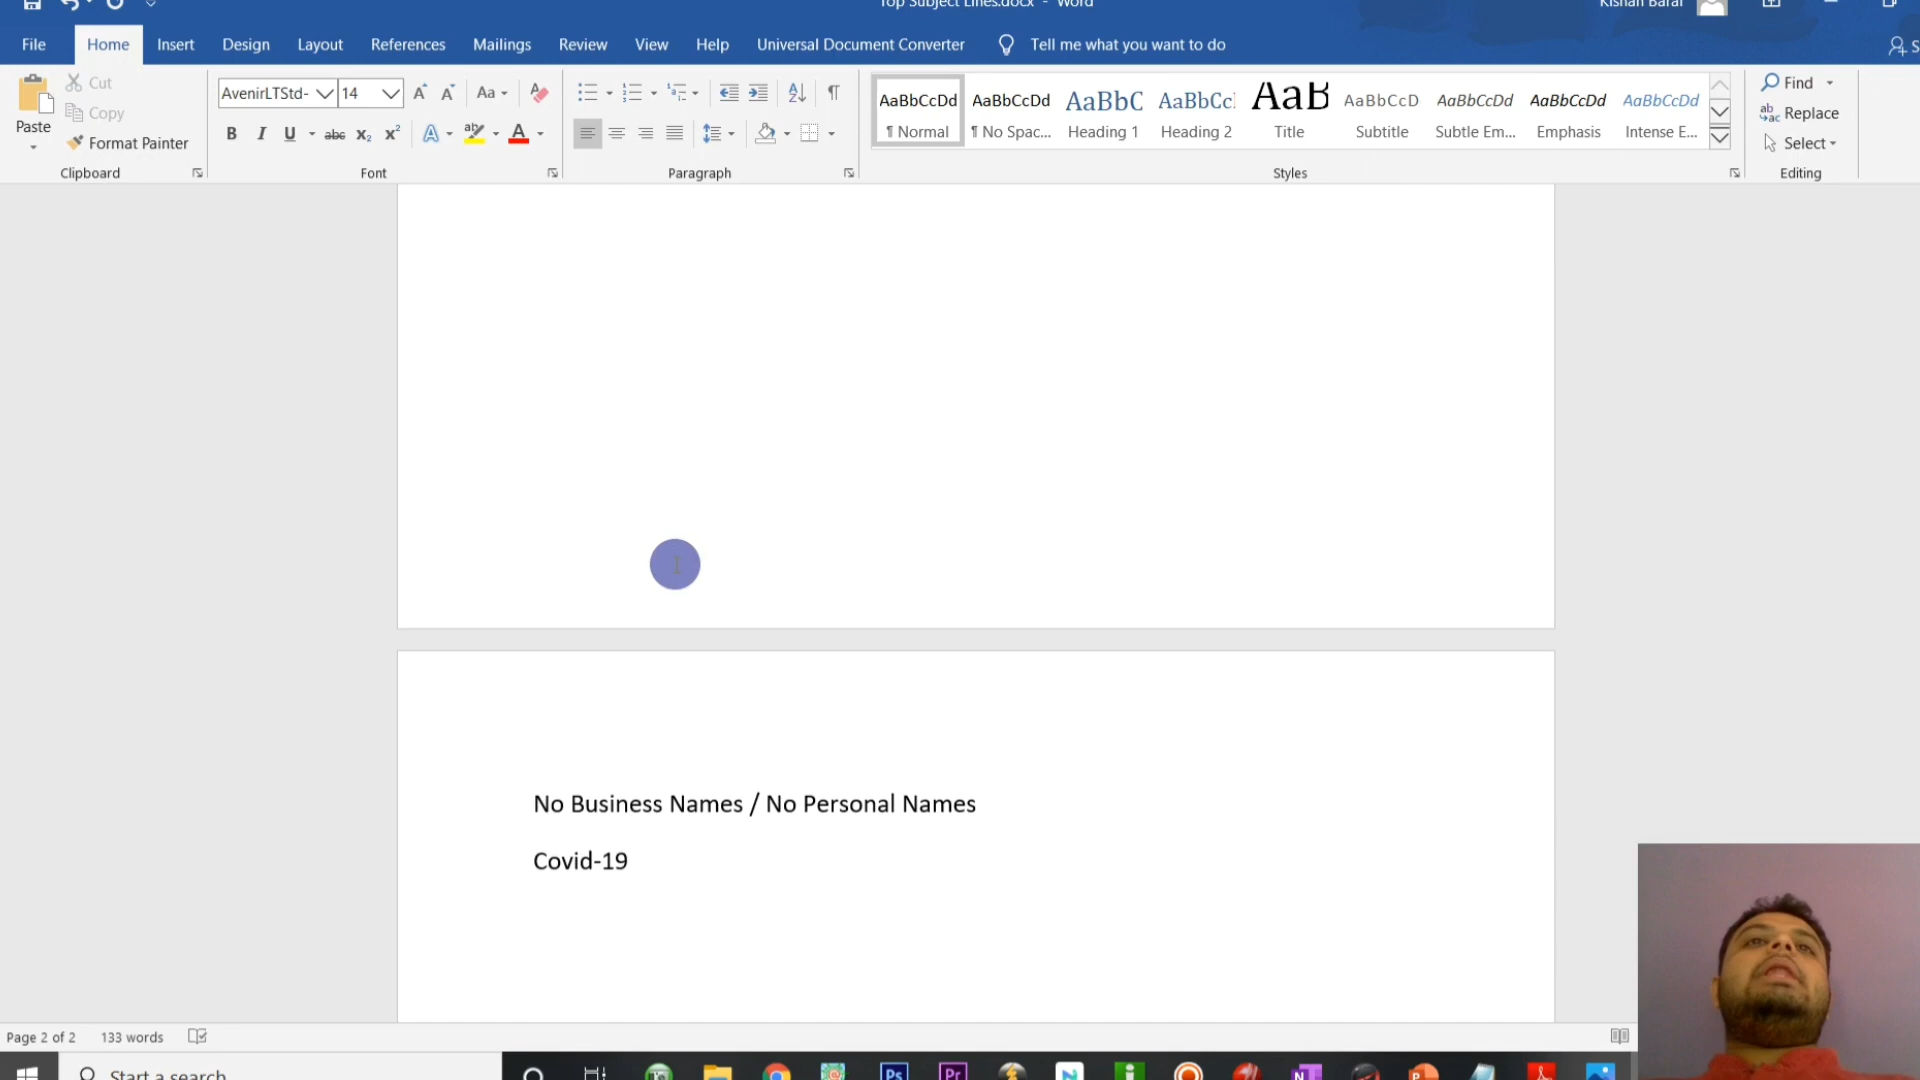 Top Subject Lines.docx - Word
Kishan Baral
File Home Insert Design Layout References Mailings Review View Help Universal Document Converter Tell me what you want to do S
Paste
Cut
Copy
Format Painter
Clipboard
AvenirLTStd- 14
Font
Paragraph
AaBbCcDd AaBbCcDd AaBbC AaBbCc AaB AaBbCcD AaBbCcDd AaBbCcDd AaBbCcDd
¶ Normal ¶ No Spac... Heading 1 Heading 2 Title Subtitle Subtle Em... Emphasis Intense E...
Styles
Find
Replace
Select
Editing
No Business Names / No Personal Names
Covid-19
Page 2 of 2 133 words
Start a search
Ps Pr N